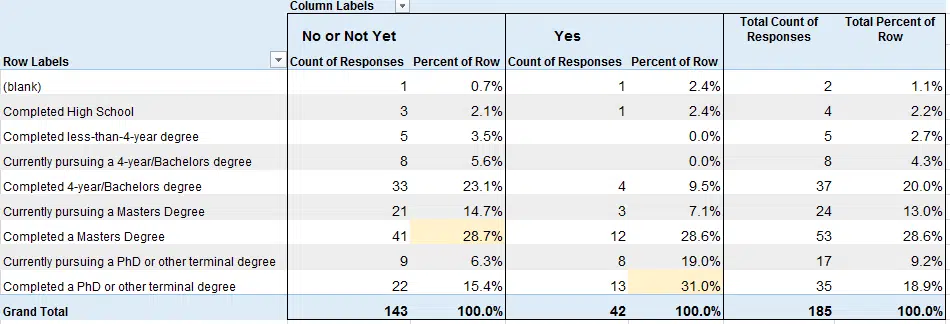 Column Labels
No or Not Yet Yes Total Count of Responses Total Percent of Row
Row Labels Count of Responses Percent of Row Count of Responses Percent of Row
(blank) 1 0.7% 1 2.4% 2 1.1%
Completed High School 3 2.1% 1 2.4% 4 2.2%
Completed less-than-4-year degree 5 3.5% 0.0% 5 2.7%
Currently pursuing a 4-year/Bachelors degree 8 5.6% 0.0% 8 4.3%
Completed 4-year/Bachelors degree 33 23.1% 4 9.5% 37 20.0%
Currently pursuing a Masters Degree 21 14.7% 3 7.1% 24 13.0%
Completed a Masters Degree 41 28.7% 12 28.6% 53 28.6%
Currently pursuing a PhD or other terminal degree 9 6.3% 8 19.0% 17 9.2%
Completed a PhD or other terminal degree 22 15.4% 13 31.0% 35 18.9%
Grand Total 143 100.0% 42 100.0% 185 100.0%